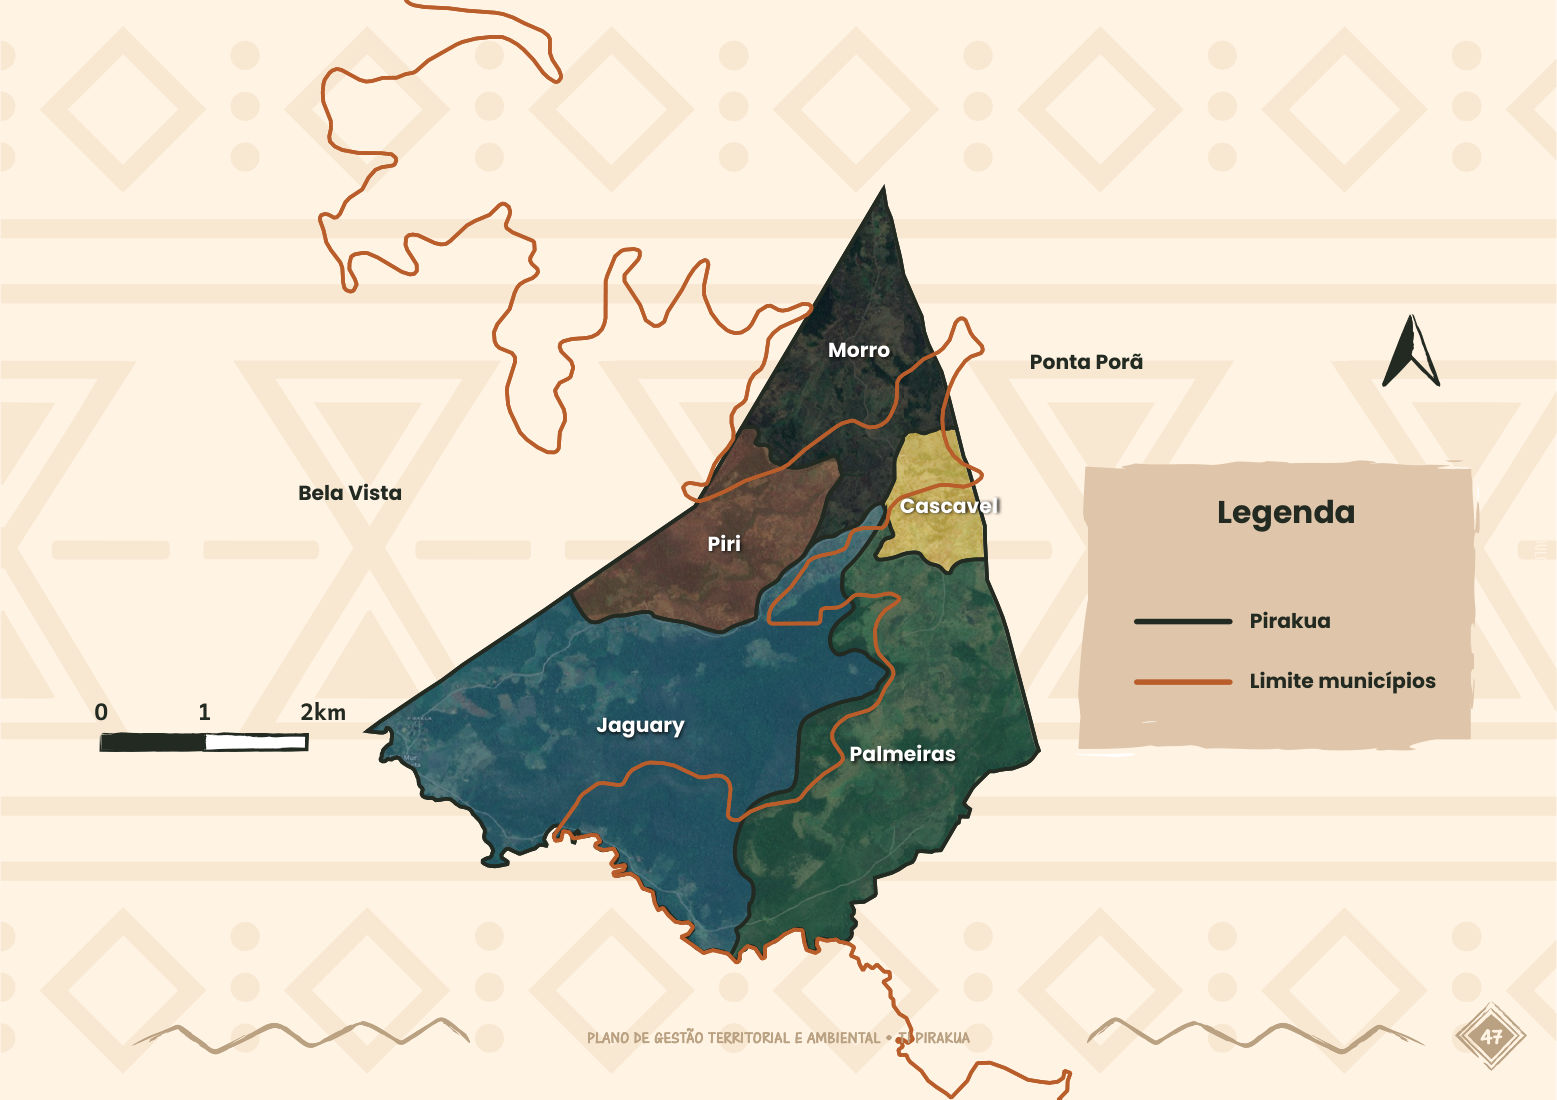 Morro
Ponta Porã
Bela Vista
Cascavel
Piri
Legenda
Pirakua
Limite municípios
0 1 2km
Jaguary
Palmeiras
PLANO DE GESTÃO TERRITORIAL E AMBIENTAL • TI PIRAKUA
47